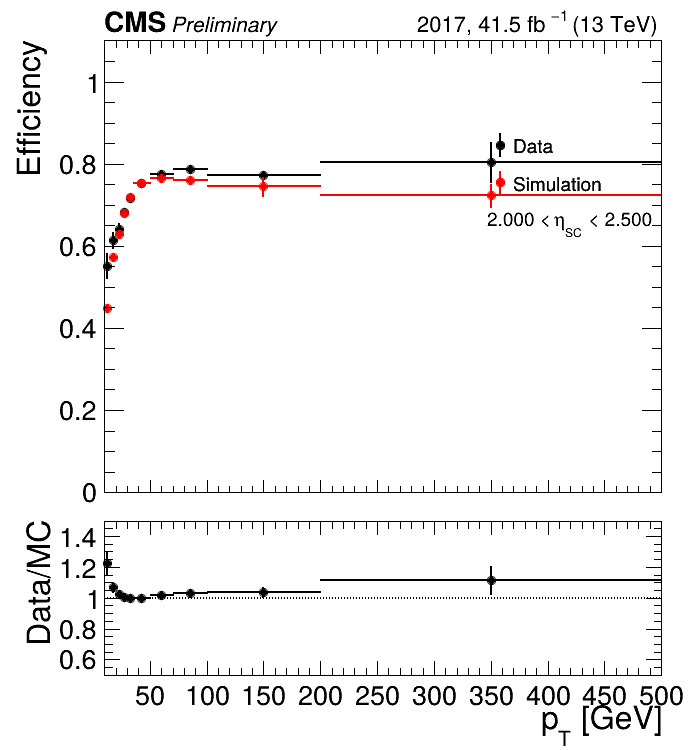 CMS Preliminary 2017, 41.5 fb⁻¹ (13 TeV)
Efficiency
1
0.8
0.6
0.4
0.2
0
Data
Simulation
2.000 < η_SC < 2.500
Data/MC
1.4
1.2
1
0.8
0.6
50 100 150 200 250 300 350 400 450 500
p_T [GeV]